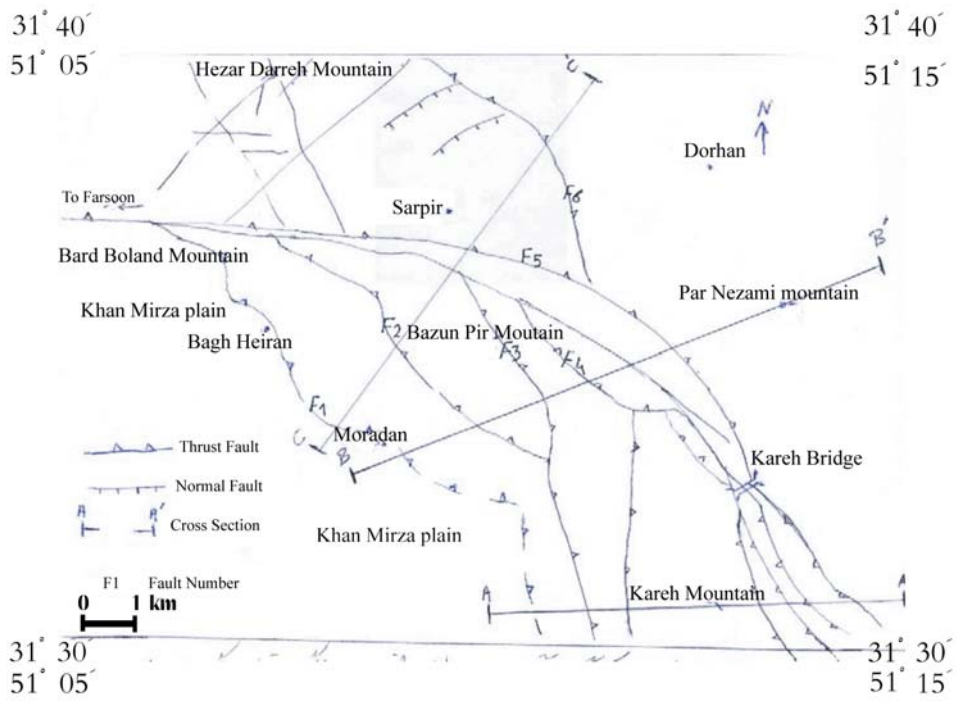 31° 40´
31° 40´
51° 05´
51° 15´
Hezar Darreh Mountain
C'
N
Dorhan
To Farsoon
Sarpir
F6
Bard Boland Mountain
F5
B'
Khan Mirza plain
Par Nezami mountain
Bagh Heiran
F2
Bazun Pir Moutain
F3
F4
F1
C
Moradan
B
Thrust Fault
Kareh Bridge
Normal Fault
A A'
Cross Section
Khan Mirza plain
F1 Fault Number
0 1 km
A
Kareh Mountain
A
31° 30´
31° 30´
51° 05´
51° 15´